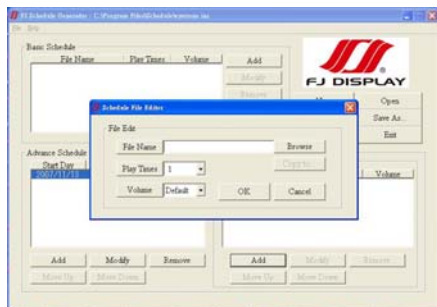 FJ Schedule Generator
File Help
Basic Schedule
File Name Play Times Volume
Add
Modify
Remove
FJ DISPLAY
Open
Save As..
Exit
Schedule File Editor
File Edit
File Name Browse
Copy to..
Play Times 1
Volume Default OK Cancel
Advance Schedule
Start Day
2007/11/13
Volume
Add Modify Remove
Move Up Move Down
Add Modify Remove
Move Up Move Down